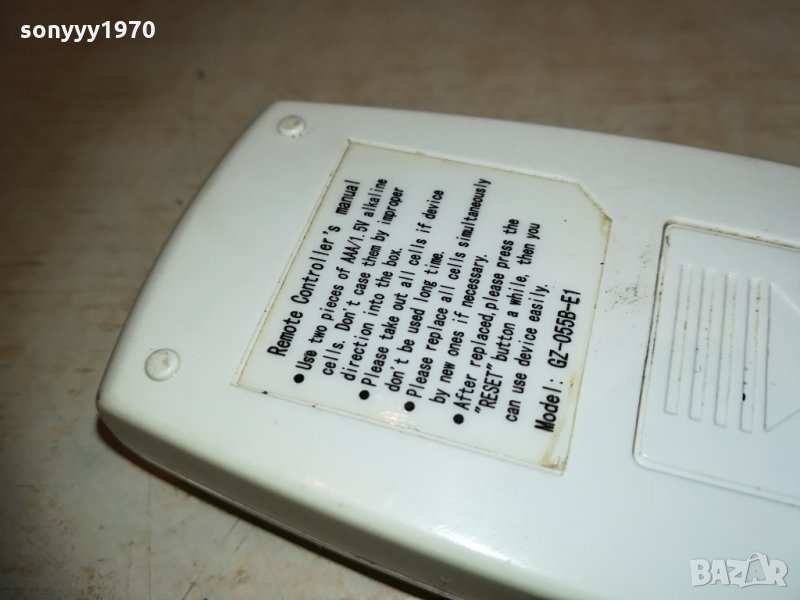 sonyyy1970
Remote Controller's manual
● Use two pieces of AAA/1.5V alkaline
cells. Don't case them by improper
direction into the box.
● Please take out all cells if device
don't be used long time.
● Please replace all cells simultaneously
by new ones if necessary.
● After replaced,please press the
"RESET" button a while, then you
can use device easily.
Model: GZ-055B-E1
BAZAR